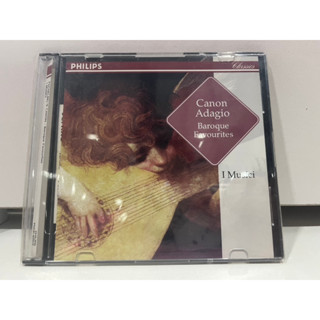 PHILIPS
Classics
Canon
Adagio
Baroque
Favourites
I Musici